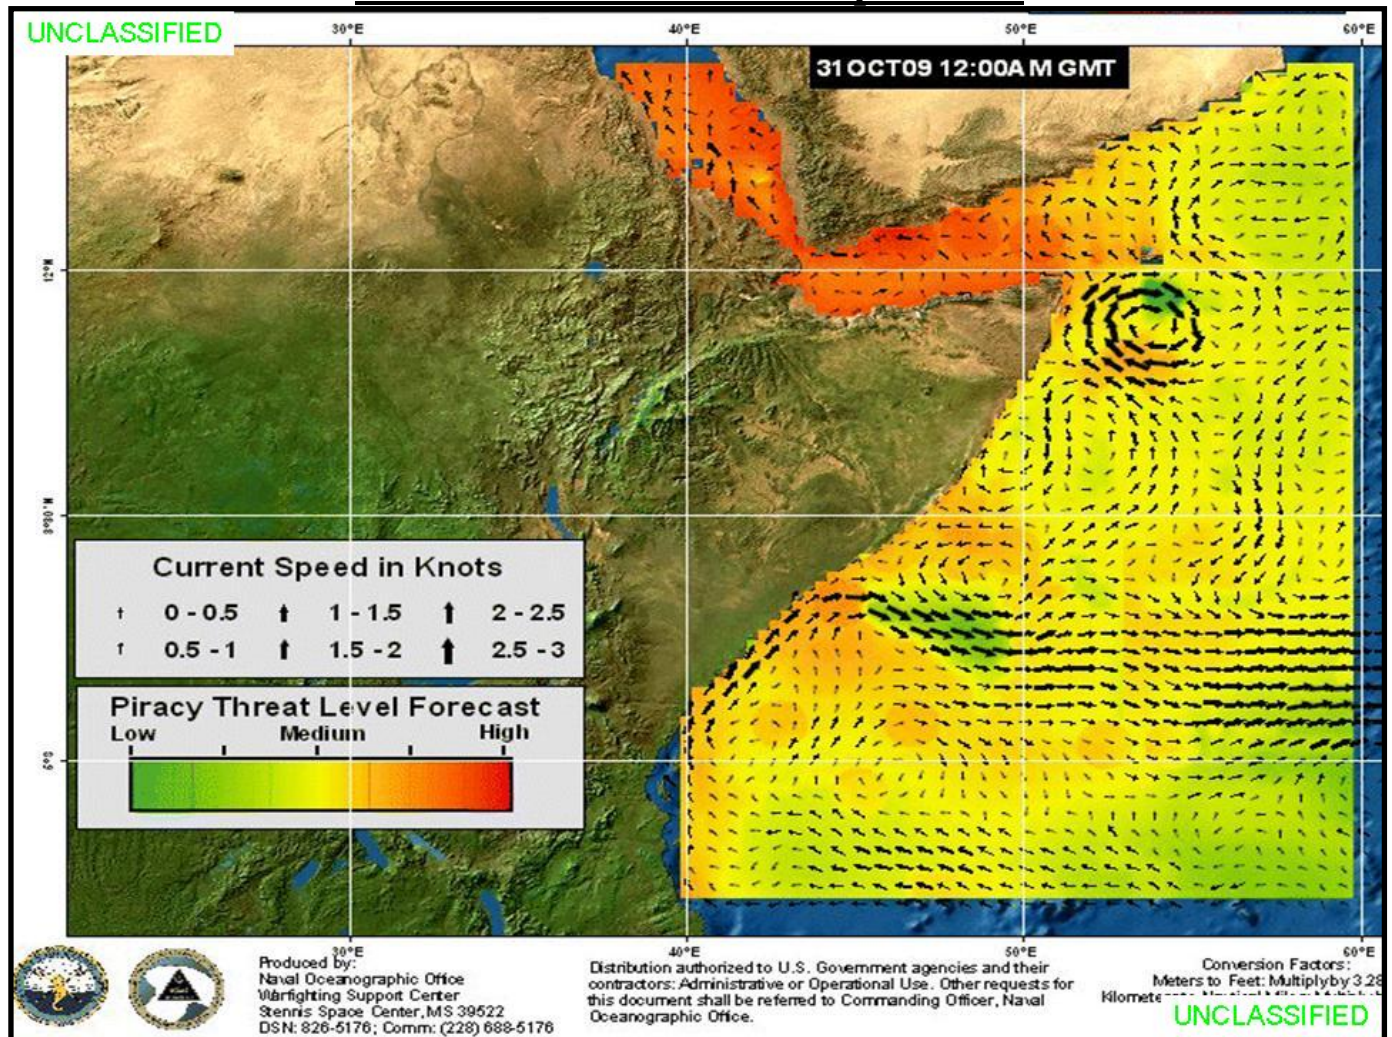 UNCLASSIFIED
30°E 40°E 50°E 60°E
31 OCT09 12:00AM GMT
12°N
Current Speed in Knots
0 - 0.5 1 - 1.5 2 - 2.5
0.5 - 1 1.5 - 2 2.5 - 3
Piracy Threat Level Forecast
Low Medium High
30°E 40°E 50°E 60°E
Produced by:
Naval Oceanographic Office
Warfighting Support Center
Stennis Space Center, MS 39522
DSN: 826-5176; Comm: (228) 688-5176
Distribution authorized to U.S. Government agencies and their
contractors: Administrative or Operational Use. Other requests for
this document shall be referred to Commanding Officer, Naval
Oceanographic Office.
Conversion Factors:
Meters to Feet: Multiply by 3.28
UNCLASSIFIED